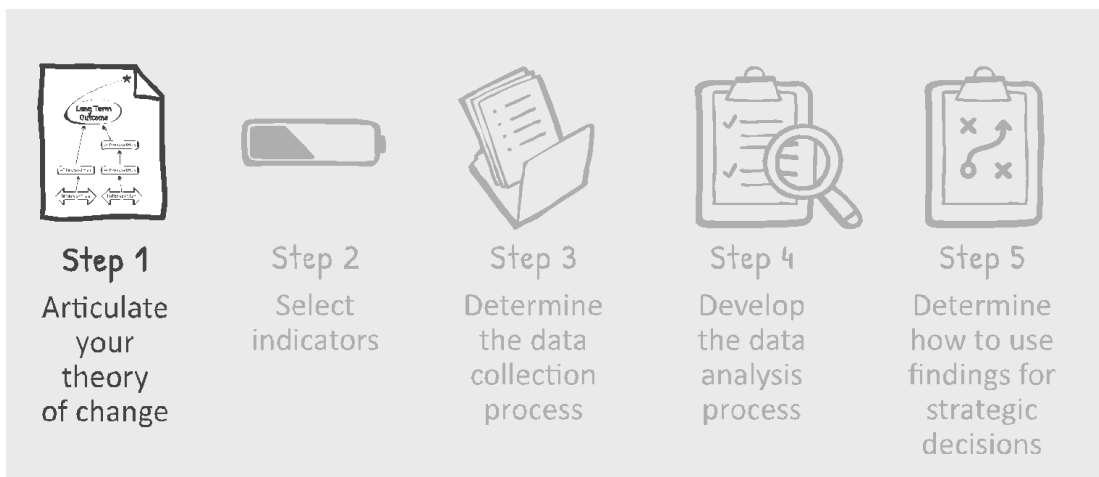 Long Term
Outcome
Step 1
Articulate
your
theory
of change
Step 2
Select
indicators
Step 3
Determine
the data
collection
process
Step 4
Develop
the data
analysis
process
Step 5
Determine
how to use
findings for
strategic
decisions